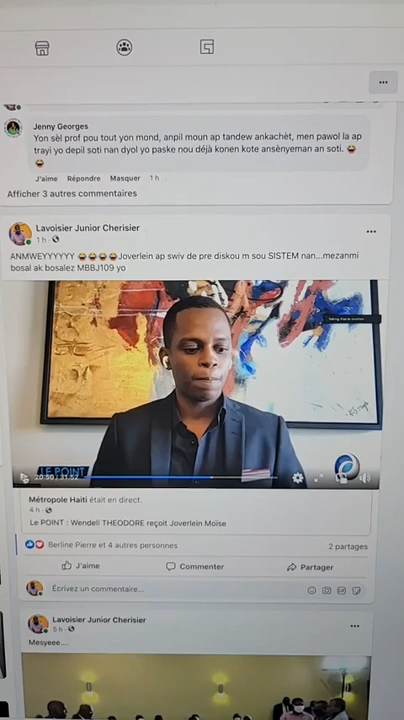 Jenny Georges
Yon sèl prof pou tout yon mond, anpil moun ap tandew ankachèt, men pawol la ap
trayi yo depil soti nan dyol yo paske nou déjà konen kote ansènyeman an soti. 😂
😂
J'aime Répondre Masquer 1 h
Afficher 3 autres commentaires
Lavoisier Junior Cherisier
1 h
ANMWEYYYYYY 😂😂😂😂Joverlein ap swiv de pre diskou m sou SISTEM nan...mezanmi
bosal ak bosalez MBBJ109 yo
LE POINT
20:50 / 31:52
Métropole Haiti était en direct.
4 h
Le POINT : Wendell THEODORE reçoit Joverlein Moïse
Berline Pierre et 4 autres personnes
2 partages
J'aime Commenter Partager
Écrivez un commentaire...
Lavoisier Junior Cherisier
5 h
Mesyeee....